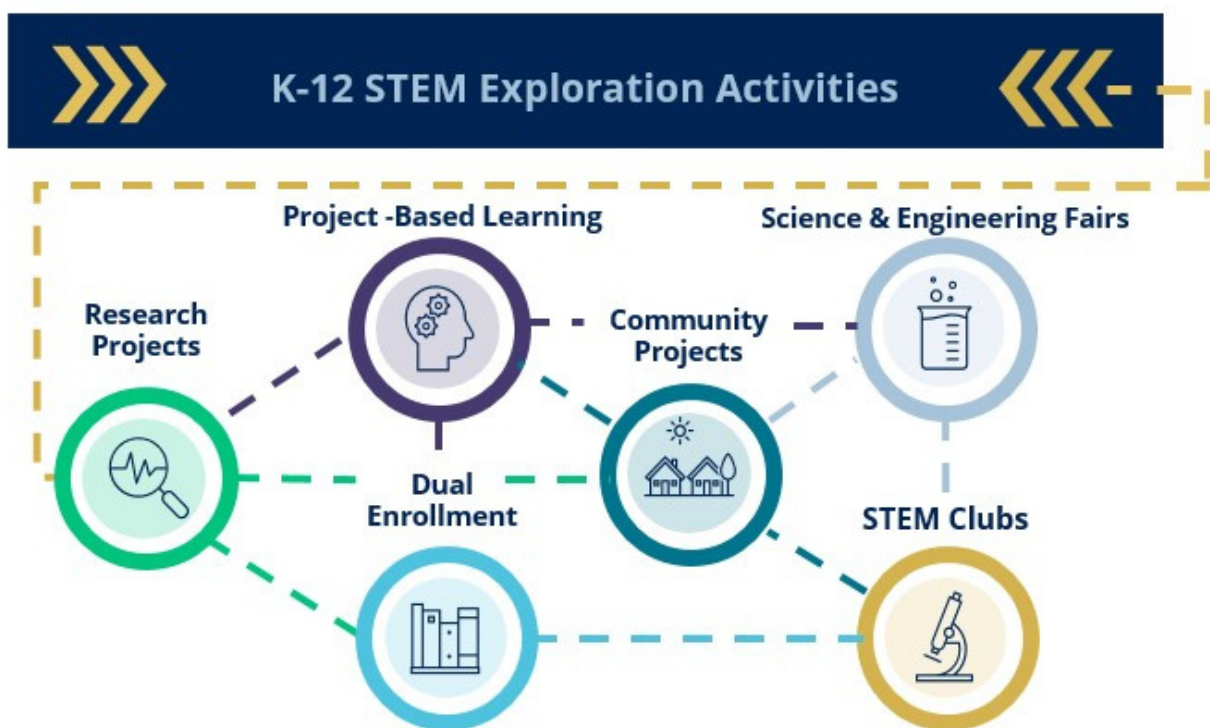 K-12 STEM Exploration Activities
Project -Based Learning
Science & Engineering Fairs
Research
Projects
Community
Projects
Dual
Enrollment
STEM Clubs